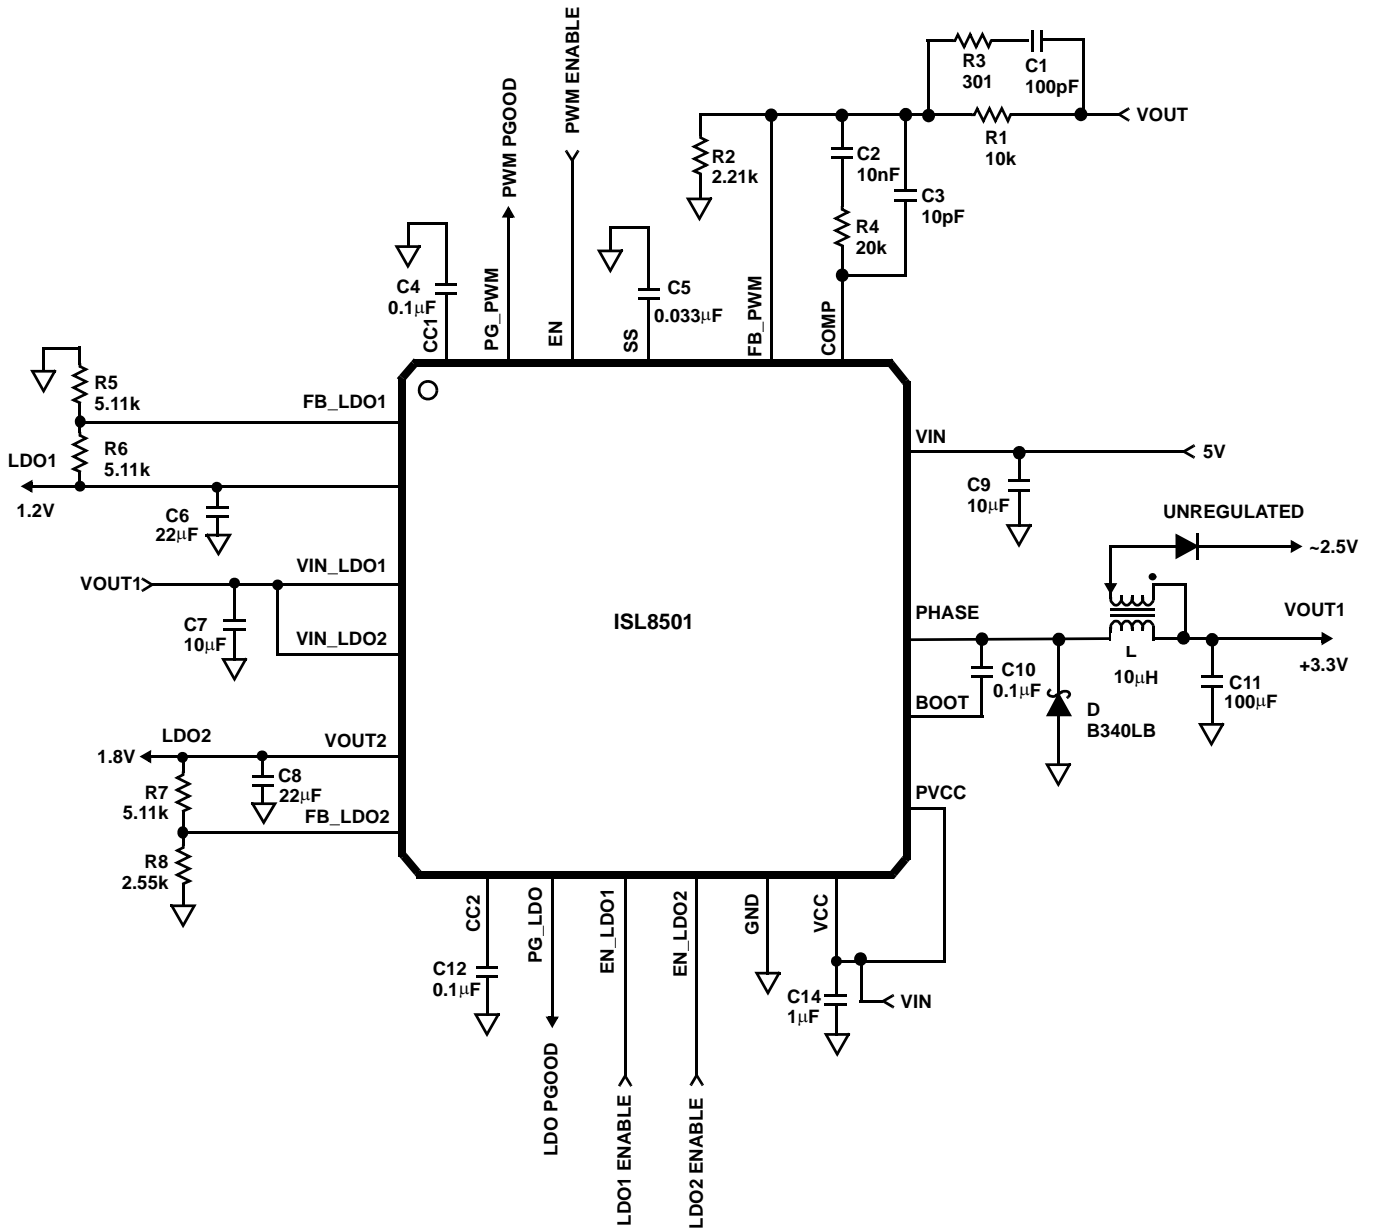 PWM ENABLE
PWM PGOOD
R3
301
C1
100pF
VOUT
R1
10k
R2
2.21k
C2
10nF
C3
10pF
R4
20k
C4
0.1µF
CC1
PG_PWM
EN
C5
0.033µF
SS
FB_PWM
COMP
R5
5.11k
FB_LDO1
R6
5.11k
LDO1
1.2V
C6
22µF
VIN
5V
C9
10µF
UNREGULATED
~2.5V
VOUT1
VIN_LDO1
C7
10µF
VIN_LDO2
ISL8501
PHASE
VOUT1
+3.3V
L
10µH
C10
0.1µF
C11
100µF
BOOT
D
B340LB
LDO2
VOUT2
1.8V
C8
22µF
R7
5.11k
FB_LDO2
R8
2.55k
PVCC
CC2
PG_LDO
EN_LDO1
EN_LDO2
GND
VCC
C12
0.1µF
C14
1µF
VIN
LDO PGOOD
LDO1 ENABLE
LDO2 ENABLE